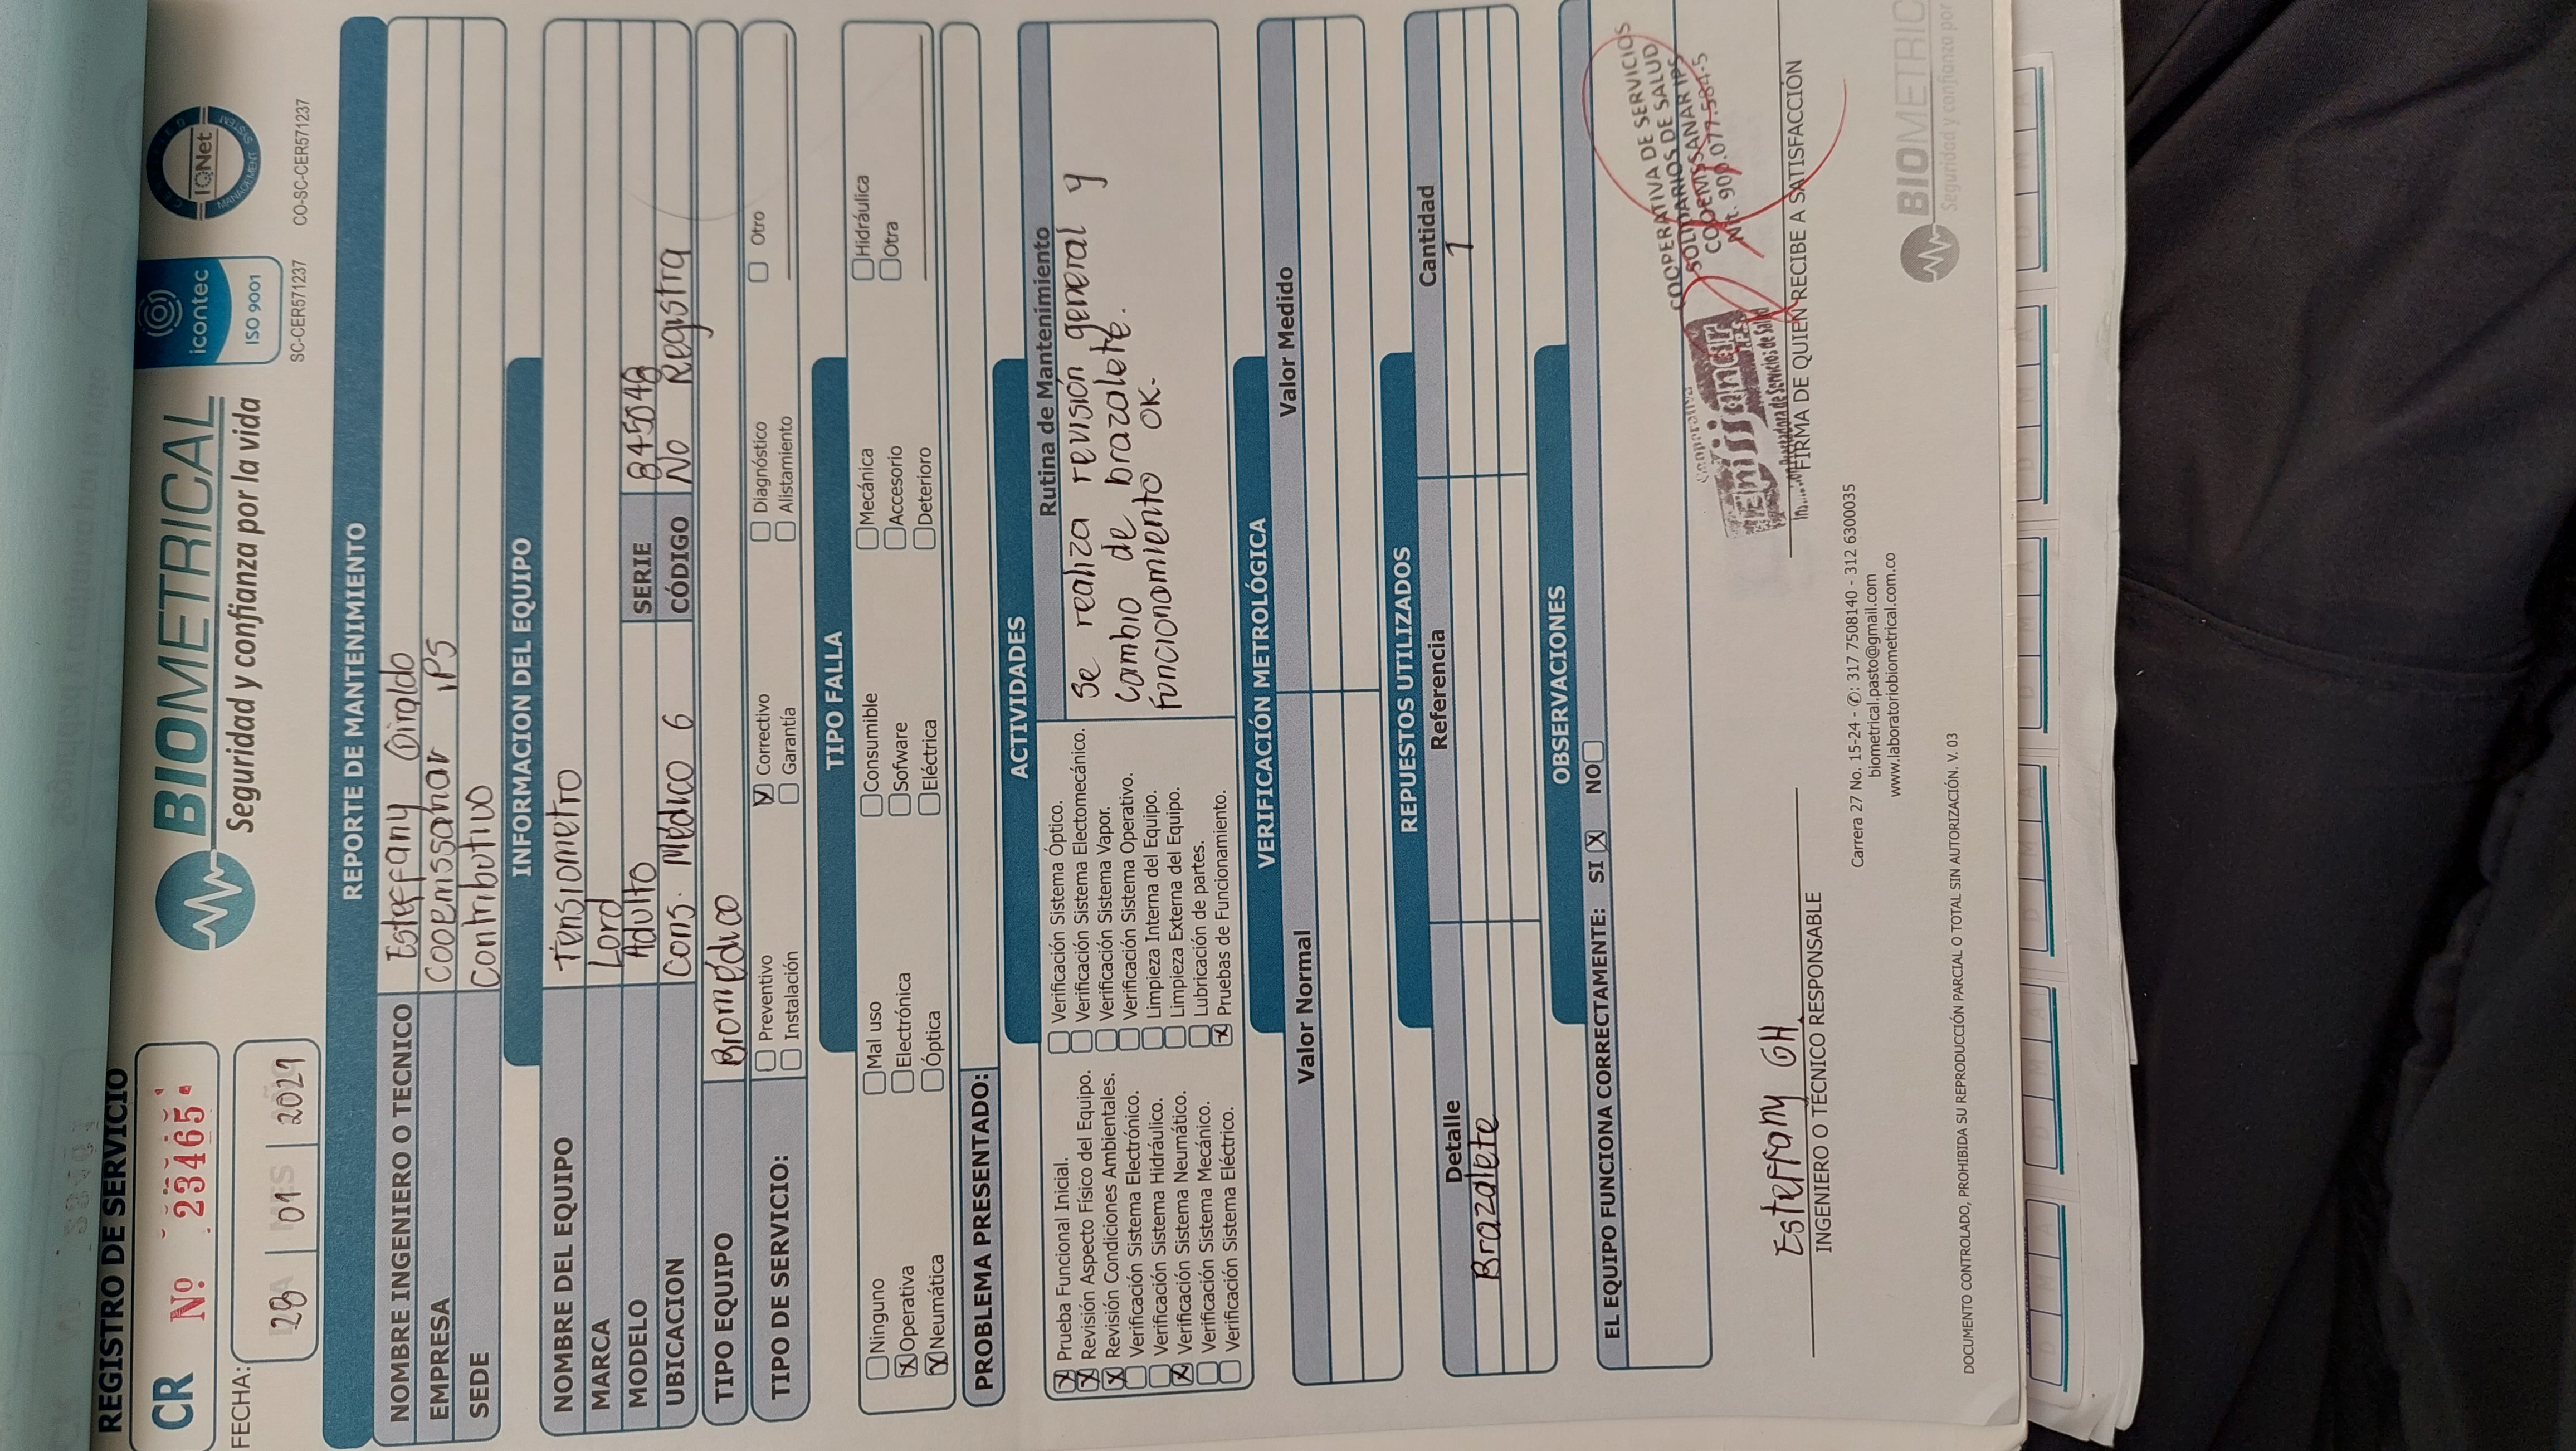 REGISTRO DE SERVICIO
CR Nº 23465
FECHA: 28 01 2021
BIOMETRICAL
Seguridad y confianza por la vida
icontec
ISO 9001
SC-CER571237
IQNet
MANAGEMENT SYSTEM
CO-SC-CER571237
REPORTE DE MANTENIMIENTO
NOMBRE INGENIERO O TECNICO Esteffany Giraldo
EMPRESA Cooemssanar IPS
SEDE Contributivo
INFORMACION DEL EQUIPO
NOMBRE DEL EQUIPO Tensiometro
MARCA Lord
MODELO Adulto SERIE 845048
UBICACION Cons. Médico 6 CÓDIGO No Registra
TIPO EQUIPO Biomédico
TIPO DE SERVICIO: Preventivo Correctivo Diagnóstico Otro
Instalación Garantía Alistamiento
TIPO FALLA
Ninguno Mal uso Consumible Mecánica Hidráulica
Operativa Electrónica Sofware Accesorio Otra
Neumática Óptica Eléctrica Deterioro
PROBLEMA PRESENTADO:
ACTIVIDADES
Prueba Funcional Inicial.
Revisión Aspecto Físico del Equipo.
Revisión Condiciones Ambientales.
Verificación Sistema Electrónico.
Verificación Sistema Hidráulico.
Verificación Sistema Neumático.
Verificación Sistema Mecánico.
Verificación Sistema Eléctrico.
Verificación Sistema Óptico.
Verificación Sistema Electomecánico.
Verificación Sistema Vapor.
Verificación Sistema Operativo.
Limpieza Interna del Equipo.
Limpieza Externa del Equipo.
Lubricación de partes.
Pruebas de Funcionamiento.
Rutina de Mantenimiento
Se realiza revisión general y
cambio de brazalete.
Funcionamiento OK.
VERIFICACIÓN METROLÓGICA
Valor Normal Valor Medido
REPUESTOS UTILIZADOS
Detalle Referencia Cantidad
Brazalete 1
OBSERVACIONES
EL EQUIPO FUNCIONA CORRECTAMENTE: SI X NO
COOPERATIVA DE SERVICIOS
SOLIDARIOS DE SALUD
COOEMSSANAR IPS
Nit. 900.077.584-5
Cooperativa
Emssanar
I.P.S.
Prestadora de Servicios de Salud
Esteffany GH.
INGENIERO O TÉCNICO RESPONSABLE
FIRMA DE QUIEN RECIBE A SATISFACCIÓN
Carrera 27 No. 15-24 - ✆: 317 7508140 - 312 6300035
biometrical.pasto@gmail.com
www.laboratoriobiometrical.com.co
BIOMETRIC
Seguridad y confianza por
DOCUMENTO CONTROLADO, PROHIBIDA SU REPRODUCCIÓN PARCIAL O TOTAL SIN AUTORIZACIÓN. V. 03